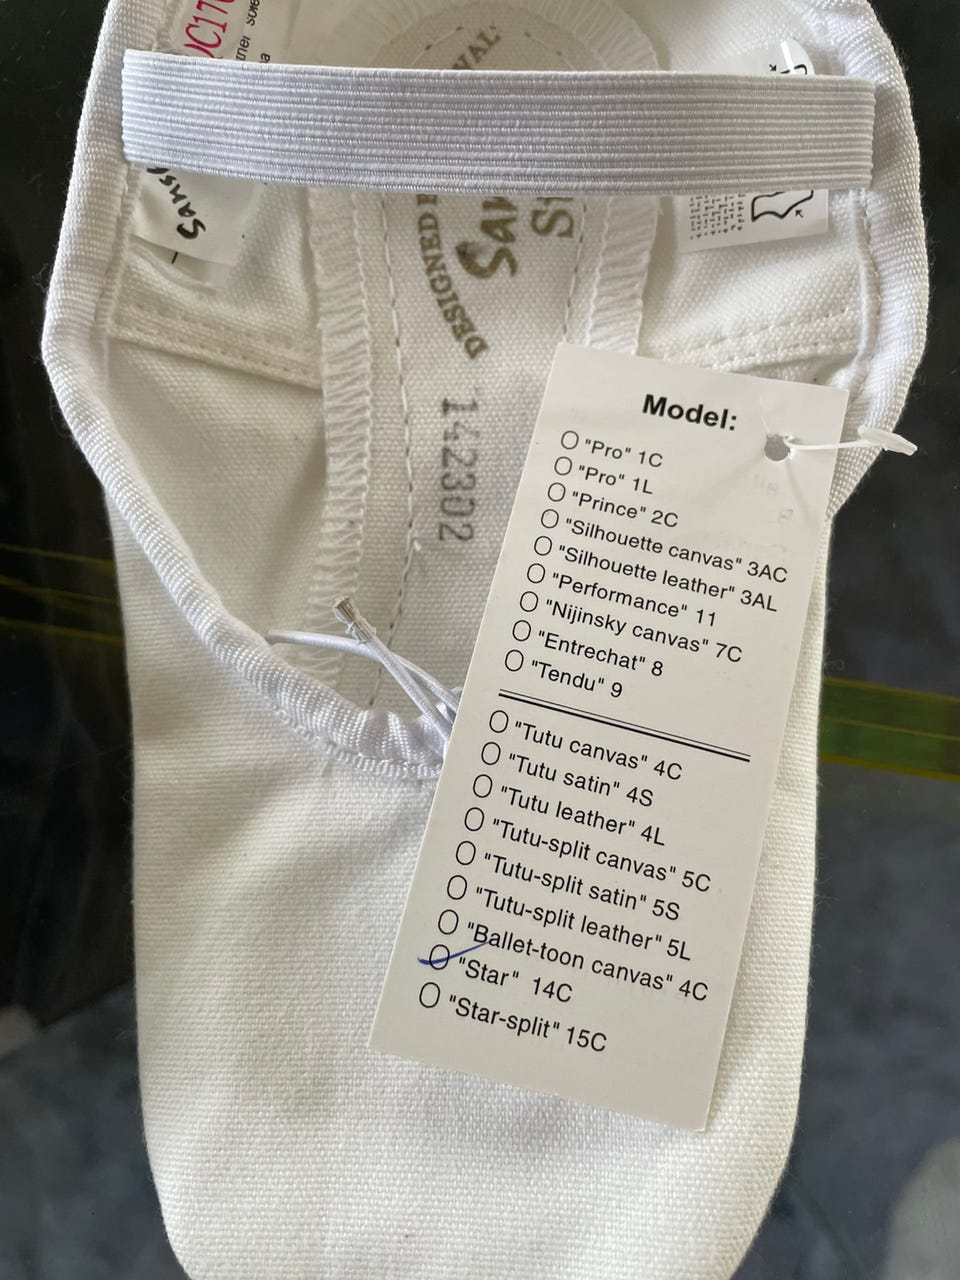 DESIGNED
142302
Model:
"Pro" 1C
"Pro" 1L
"Prince" 2C
"Silhouette canvas" 3AC
"Silhouette leather" 3AL
"Performance" 11
"Nijinsky canvas" 7C
"Entrechat" 8
"Tendu" 9
"Tutu canvas" 4C
"Tutu satin" 4S
"Tutu leather" 4L
"Tutu-split canvas" 5C
"Tutu-split satin" 5S
"Tutu-split leather" 5L
"Ballet-toon canvas" 4C
"Star" 14C
"Star-split" 15C